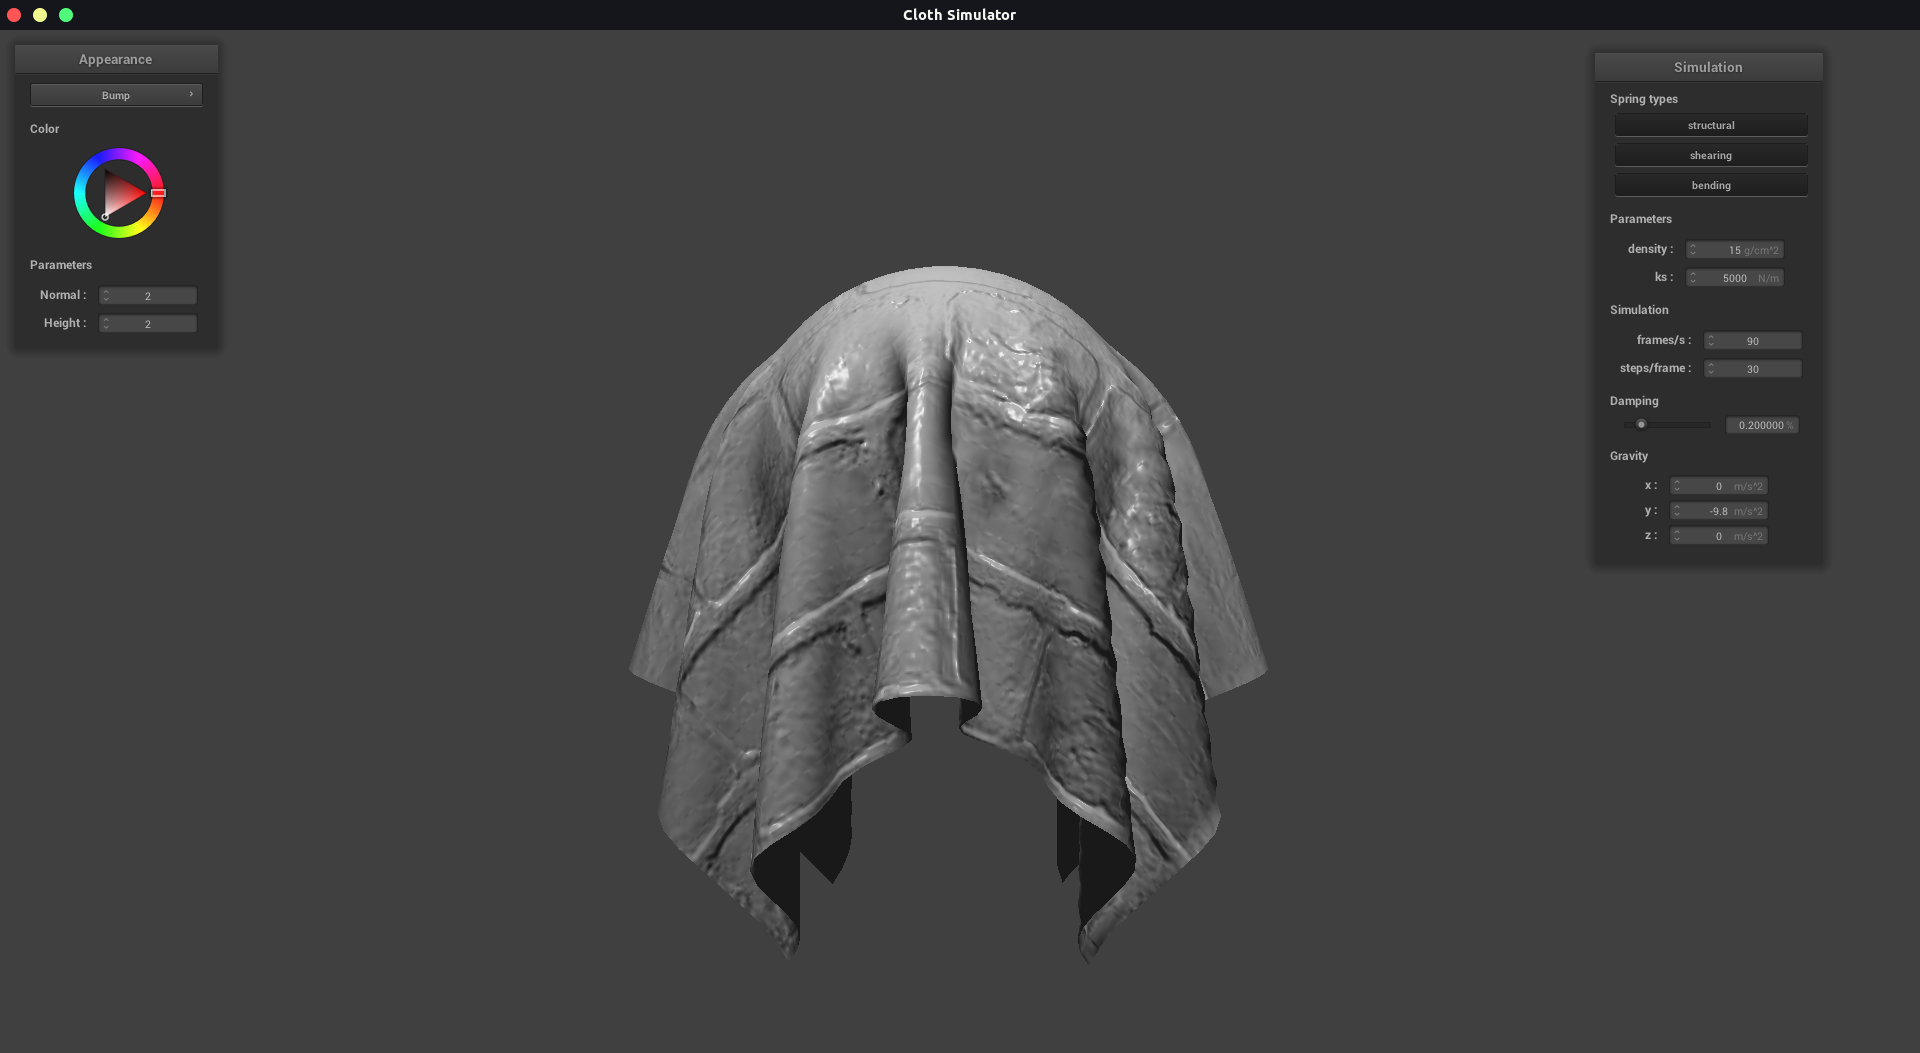 Cloth Simulator
Appearance
Bump
Color
Parameters
Normal : 2
Height : 2
Simulation
Spring types
structural
shearing
bending
Parameters
density : 15 g/cm^2
ks : 5000 N/m
Simulation
frames/s : 90
steps/frame : 30
Damping
0.200000 %
Gravity
x : 0 m/s^2
y : -9.8 m/s^2
z : 0 m/s^2